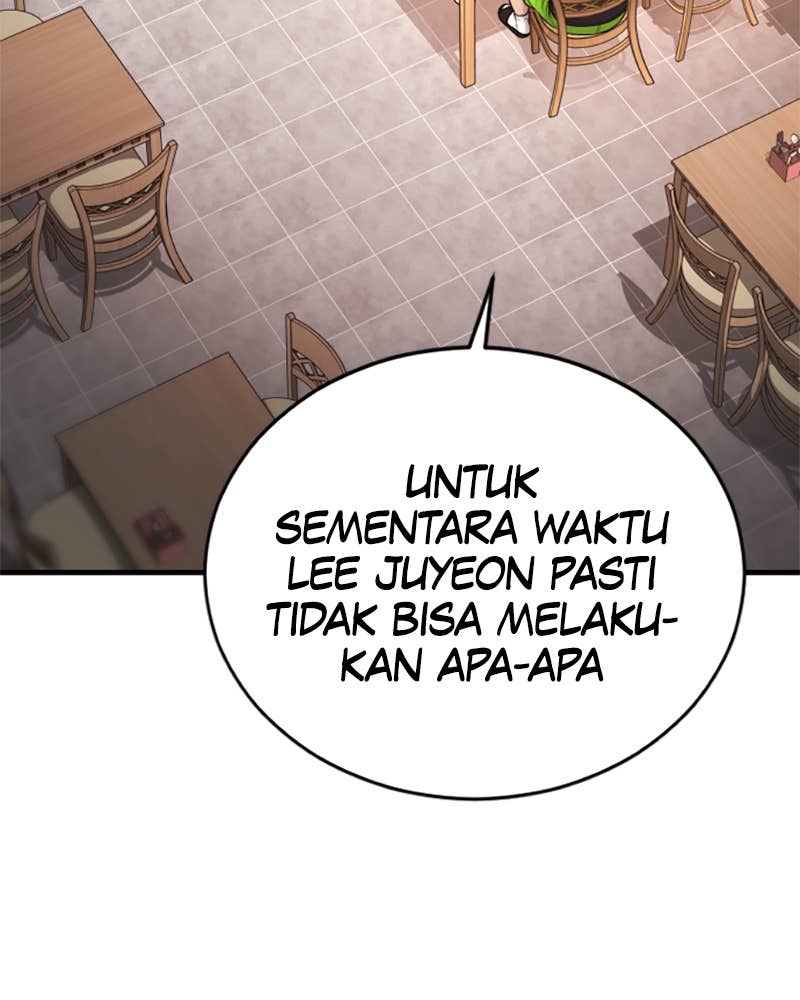 UNTUK
SEMENTARA WAKTU
LEE JUYEON PASTI
TIDAK BISA MELAKU-
KAN APA-APA